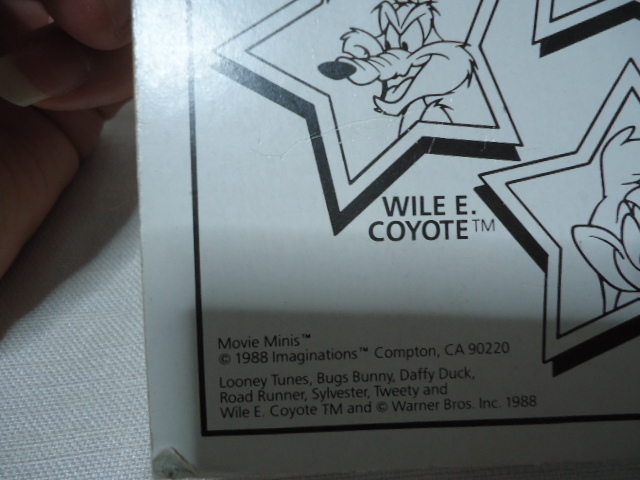 WILE E.
COYOTE™
Movie Minis™
© 1988 Imaginations™ Compton, CA 90220
Looney Tunes, Bugs Bunny, Daffy Duck,
Road Runner, Sylvester, Tweety and
Wile E. Coyote TM and © Warner Bros. Inc. 1988